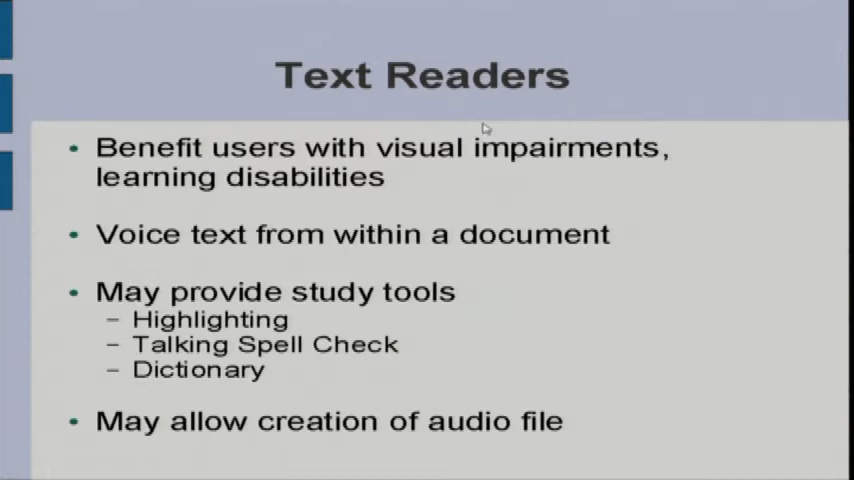 Text Readers
• Benefit users with visual impairments,
learning disabilities
• Voice text from within a document
• May provide study tools
– Highlighting
– Talking Spell Check
– Dictionary
• May allow creation of audio file